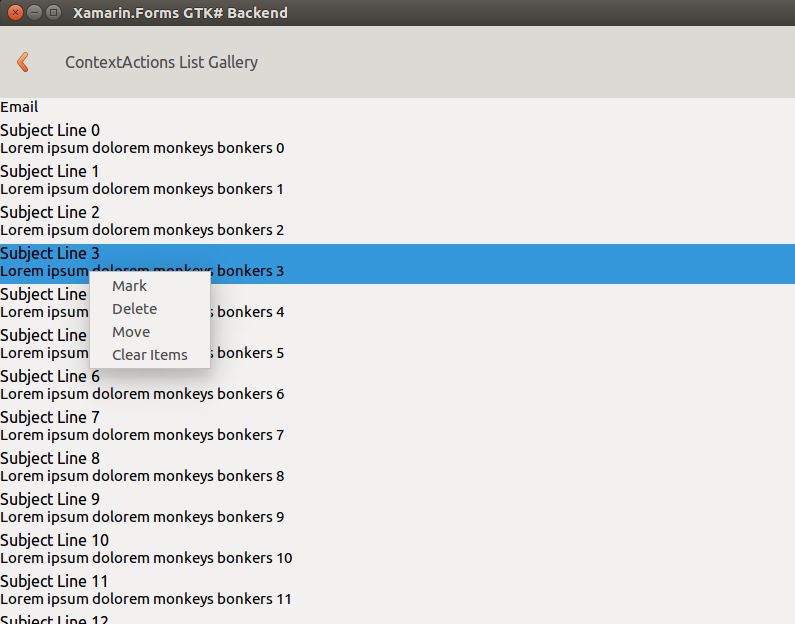 Xamarin.Forms GTK# Backend
ContextActions List Gallery
Email
Subject Line 0
Lorem ipsum dolorem monkeys bonkers 0
Subject Line 1
Lorem ipsum dolorem monkeys bonkers 1
Subject Line 2
Lorem ipsum dolorem monkeys bonkers 2
Subject Line 3
Lorem ipsum dolorem monkeys bonkers 3
Mark
Delete
Move
Clear Items
Subject Line
Lorem ipsum 4
Subject Line
Lorem ipsum 5
Subject Line 6
Lorem ipsum dolorem monkeys bonkers 6
Subject Line 7
Lorem ipsum dolorem monkeys bonkers 7
Subject Line 8
Lorem ipsum dolorem monkeys bonkers 8
Subject Line 9
Lorem ipsum dolorem monkeys bonkers 9
Subject Line 10
Lorem ipsum dolorem monkeys bonkers 10
Subject Line 11
Lorem ipsum dolorem monkeys bonkers 11
Subject Line 12